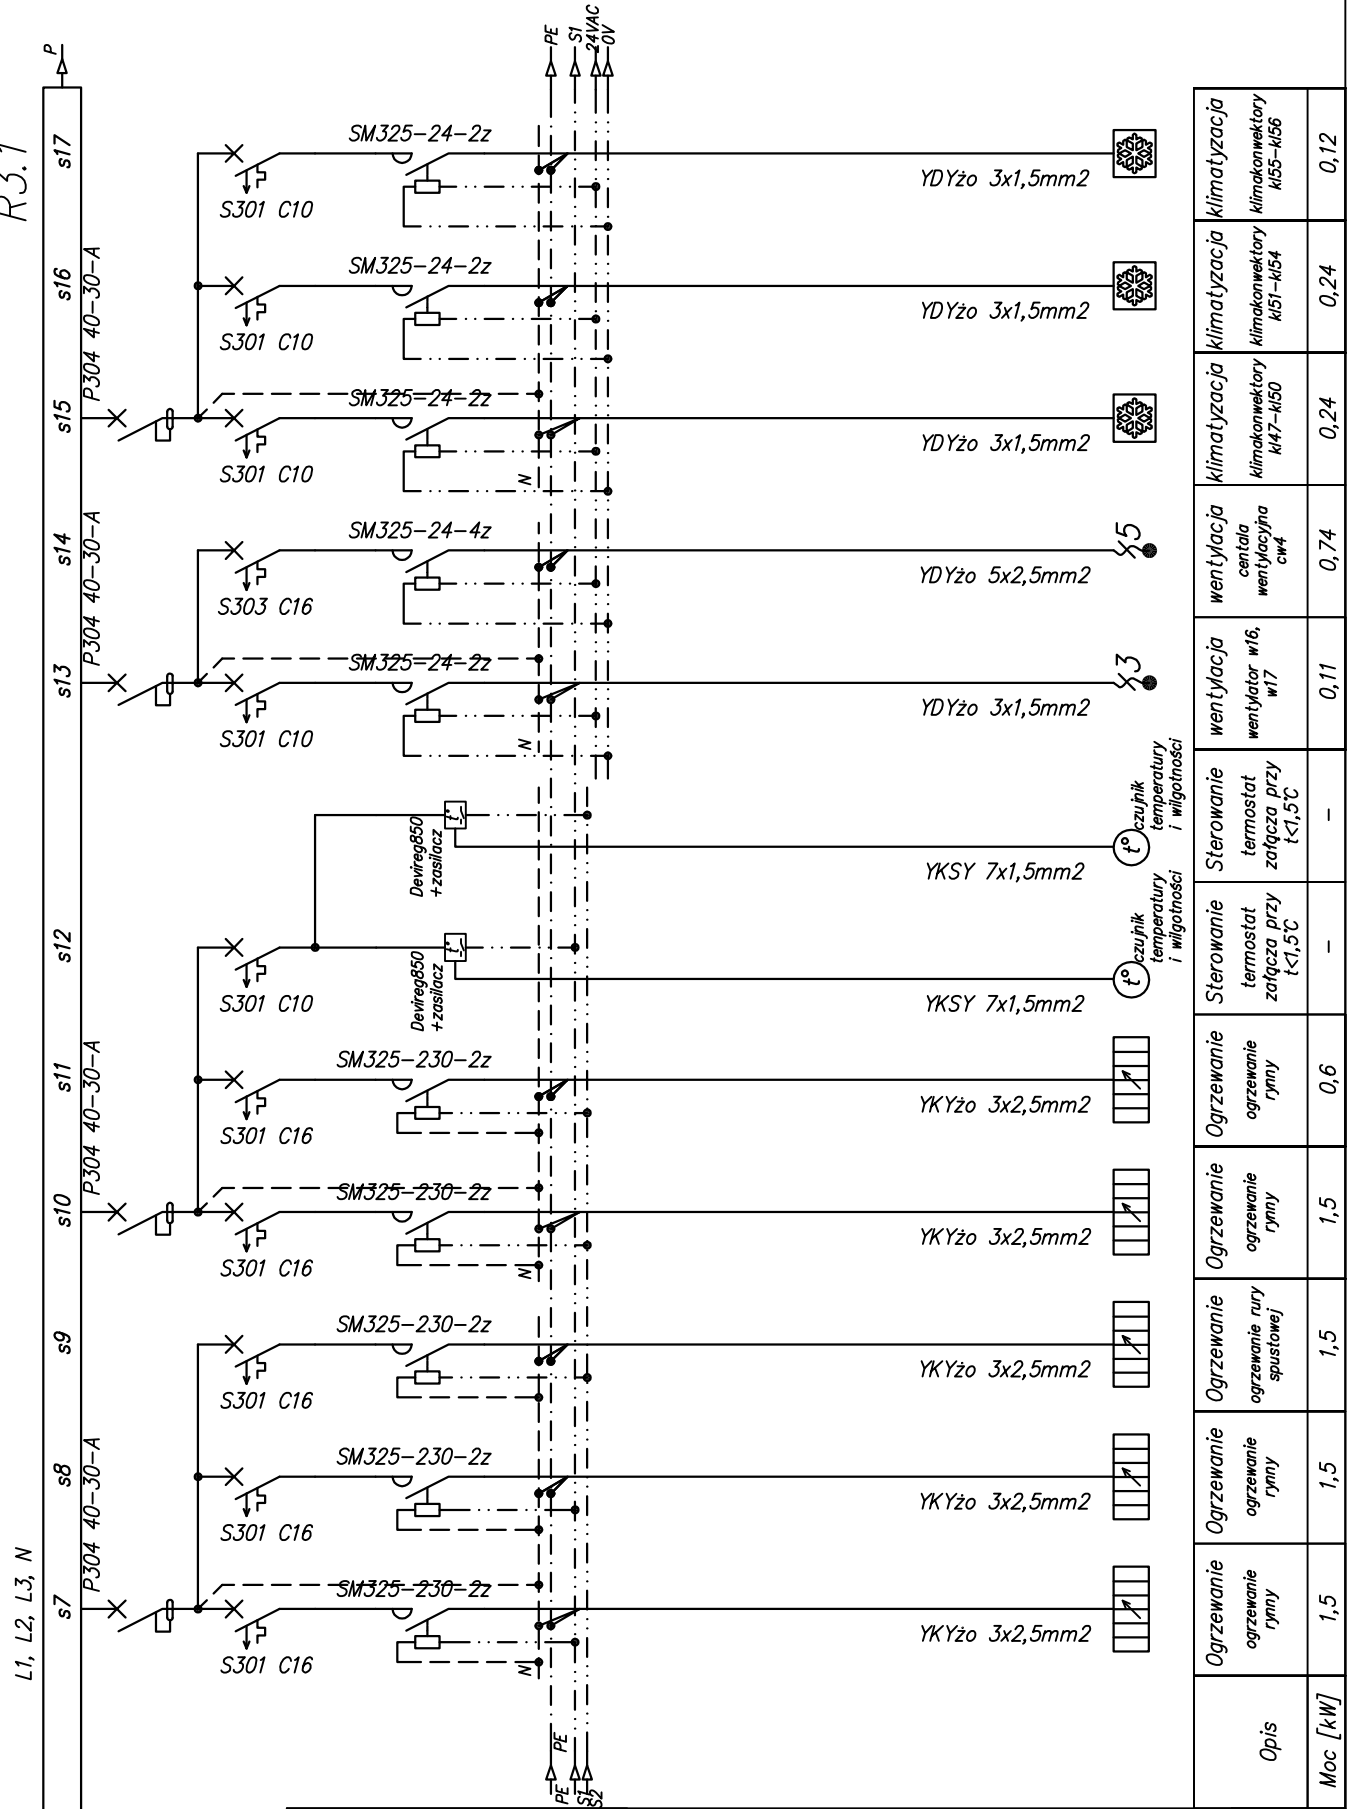 R3.1
L1, L2, L3, N
P
s7
s8
s9
s10
s11
s12
s13
s14
s15
s16
s17
P304 40-30-A
P304 40-30-A
P304 40-30-A
P304 40-30-A
P304 40-30-A
S301 C16
S301 C16
S301 C16
S301 C16
S301 C16
S301 C10
S301 C10
S303 C16
S301 C10
S301 C10
S301 C10
SM325-230-2z
SM325-230-2z
SM325-230-2z
SM325-230-2z
SM325-230-2z
Devireg850
+zasilacz
Devireg850
+zasilacz
SM325-24-2z
SM325-24-4z
SM325-24-2z
SM325-24-2z
SM325-24-2z
N
N
N
N
PE
PE
S1
S2
PE
S1
24VAC
0V
YKYżo 3x2,5mm2
YKYżo 3x2,5mm2
YKYżo 3x2,5mm2
YKYżo 3x2,5mm2
YKYżo 3x2,5mm2
YKSY 7x1,5mm2
YKSY 7x1,5mm2
YDYżo 3x1,5mm2
YDYżo 5x2,5mm2
YDYżo 3x1,5mm2
YDYżo 3x1,5mm2
YDYżo 3x1,5mm2
t°
czujnik
temperatury
i wilgotności
t°
czujnik
temperatury
i wilgotności
3
5
Opis
Ogrzewanie
ogrzewanie
rynny
Ogrzewanie
ogrzewanie
rynny
Ogrzewanie
ogrzewanie rury
spustowej
Ogrzewanie
ogrzewanie
rynny
Ogrzewanie
ogrzewanie
rynny
Sterowanie
termostat
załącza przy
t<1,5°C
Sterowanie
termostat
załącza przy
t<1,5°C
wentylacja
wentylator w16,
w17
wentylacja
centala
wentylacyjna
cw4
klimatyzacja
klimakonwektory
kl47-kl50
klimatyzacja
klimakonwektory
kl51-kl54
klimatyzacja
klimakonwektory
kl55-kl56
Moc [kW]
1,5
1,5
1,5
1,5
0,6
-
-
0,11
0,74
0,24
0,24
0,12